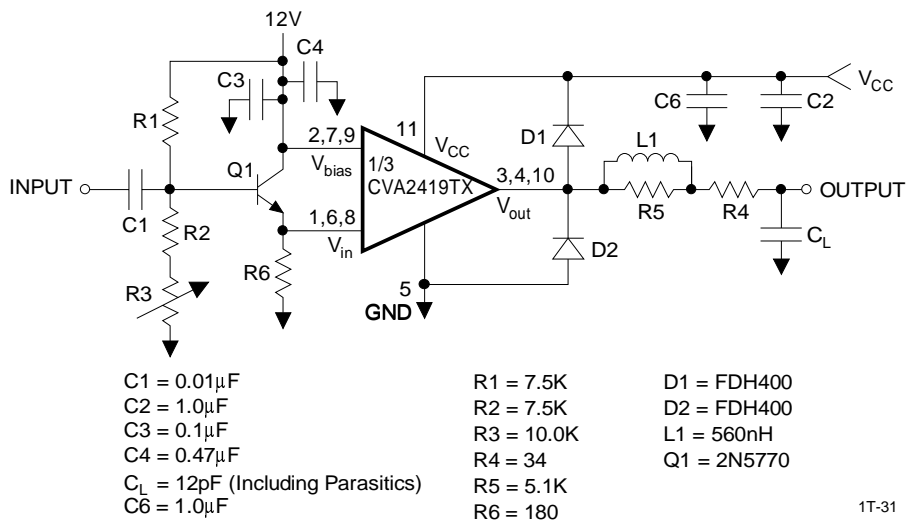 12V
C4
C3
R1
INPUT
C1
R2
R3
Q1
R6
2,7,9
Vbias
1,6,8
Vin
11
VCC
1/3
CVA2419TX
3,4,10
Vout
5
GND
D1
D2
L1
R5
R4
C6
C2
VCC
OUTPUT
CL
C1 = 0.01μF
C2 = 1.0μF
C3 = 0.1μF
C4 = 0.47μF
CL = 12pF (Including Parasitics)
C6 = 1.0μF
R1 = 7.5K
R2 = 7.5K
R3 = 10.0K
R4 = 34
R5 = 5.1K
R6 = 180
D1 = FDH400
D2 = FDH400
L1 = 560nH
Q1 = 2N5770
1T-31